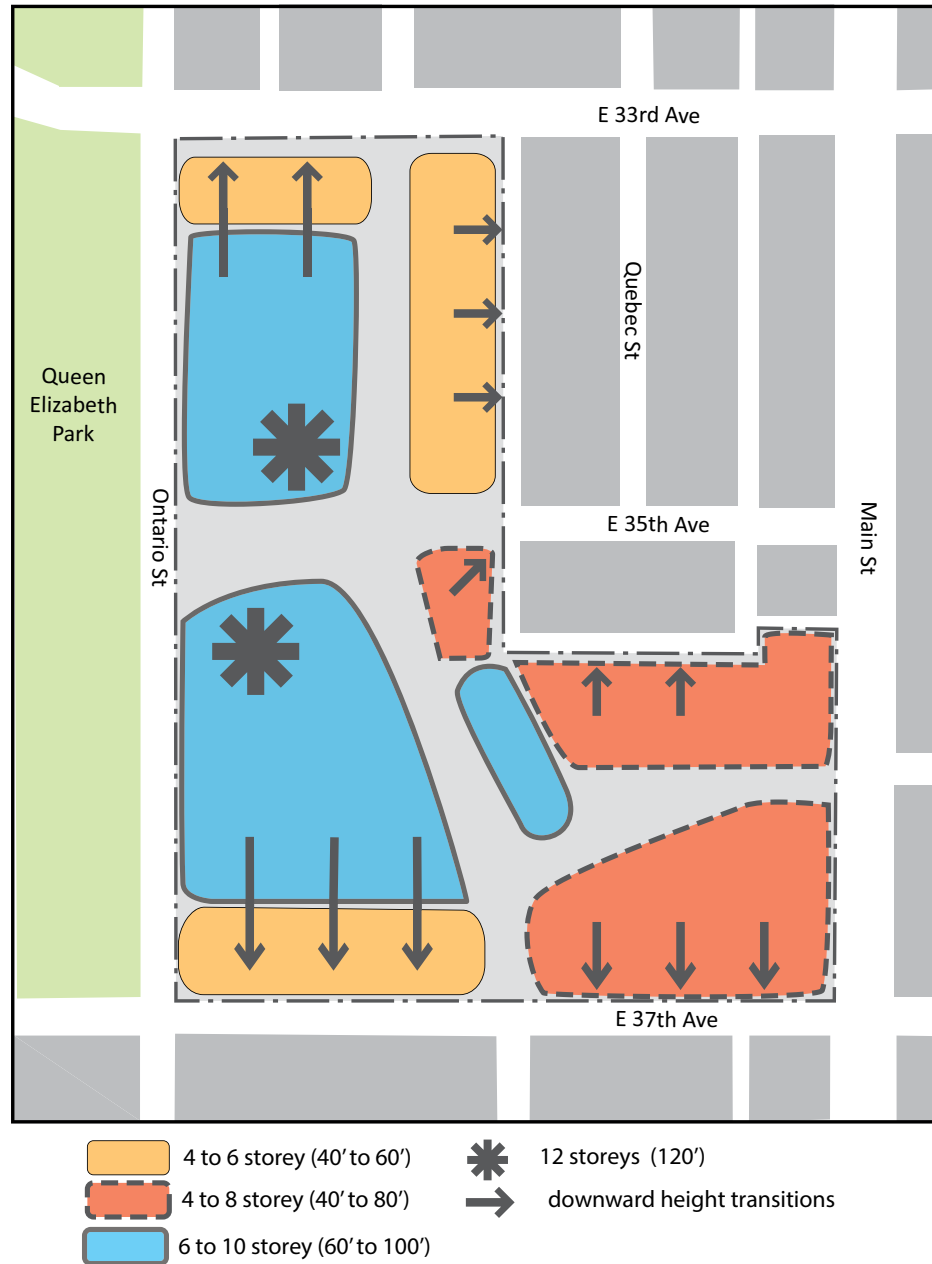 E 33rd Ave
Quebec St
Queen
Elizabeth
Park
Ontario St
E 35th Ave
Main St
E 37th Ave
4 to 6 storey (40’ to 60’)
12 storeys (120’)
4 to 8 storey (40’ to 80’)
downward height transitions
6 to 10 storey (60’ to 100’)